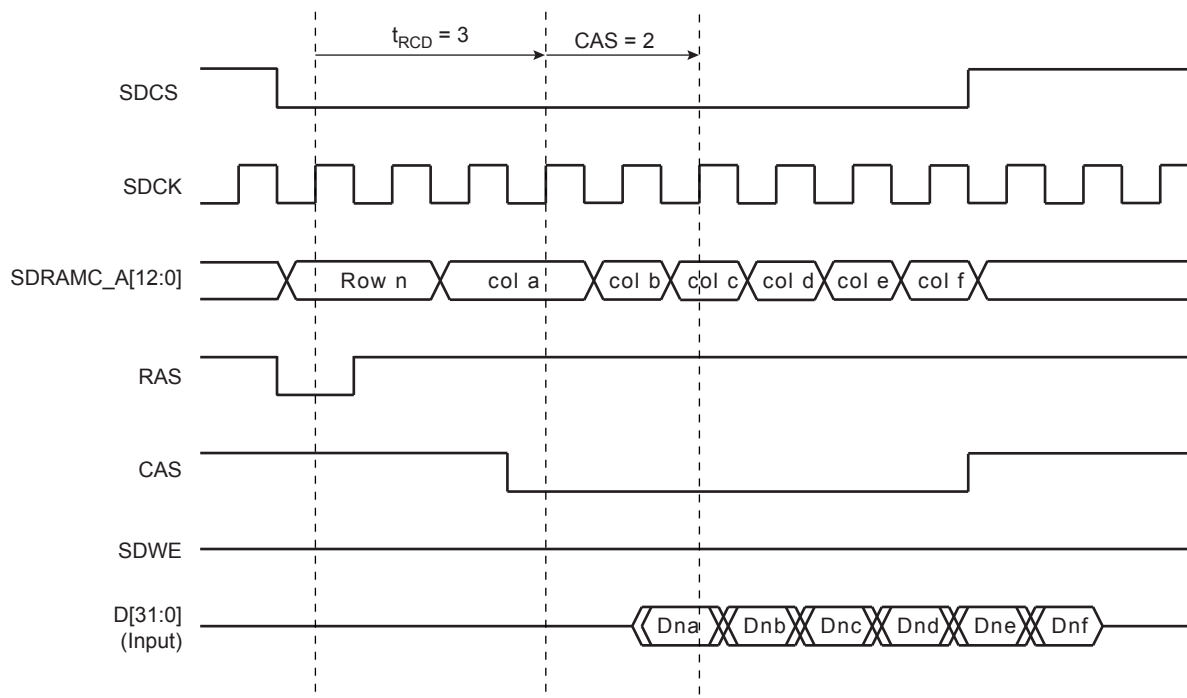 tRCD = 3
CAS = 2
SDCS
SDCK
SDRAMC_A[12:0]
Row n
col a
col b
col c
col d
col e
col f
RAS
CAS
SDWE
D[31:0]
(Input)
Dna
Dnb
Dnc
Dnd
Dne
Dnf